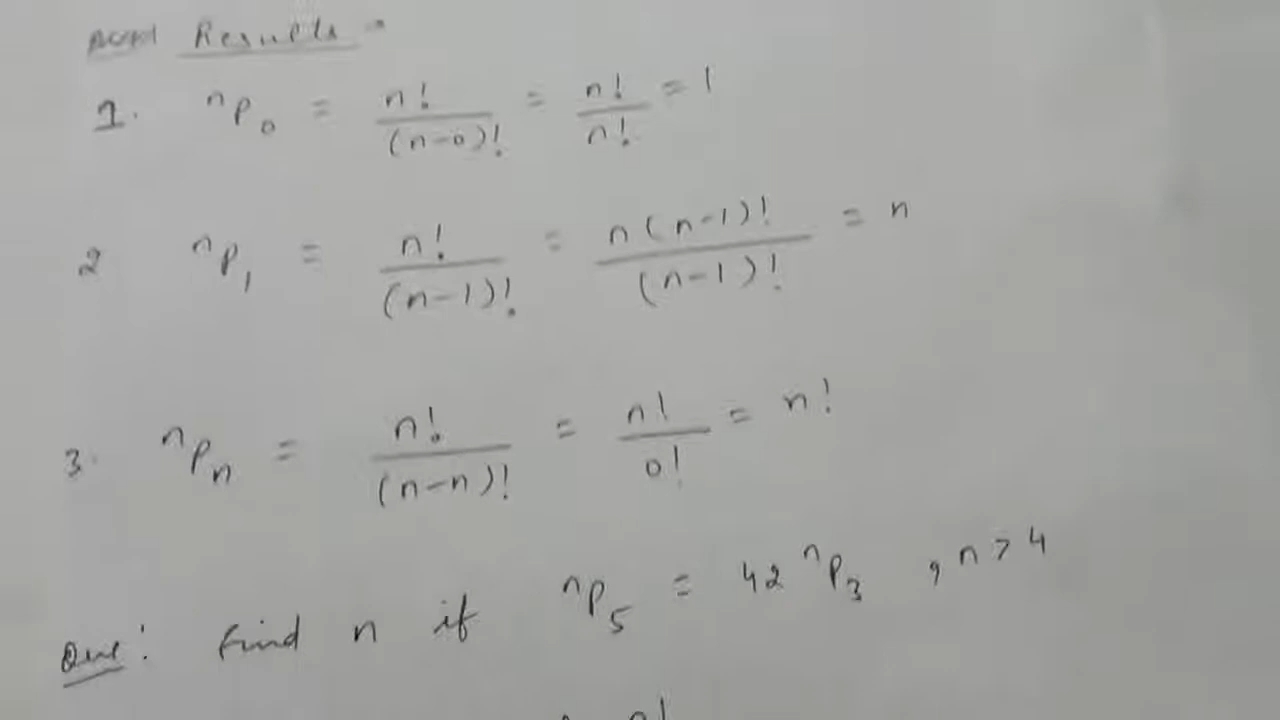 Results -
1. ⁿP₀ = n!/(n-0)! = n!/n! = 1
2 ⁿP₁ = n!/(n-1)! = n(n-1)!/(n-1)! = n
3. ⁿPₙ = n!/(n-n)! = n!/0! = n!
Que: Find n if ⁿP₅ = 42 ⁿP₃ , n > 4
n!